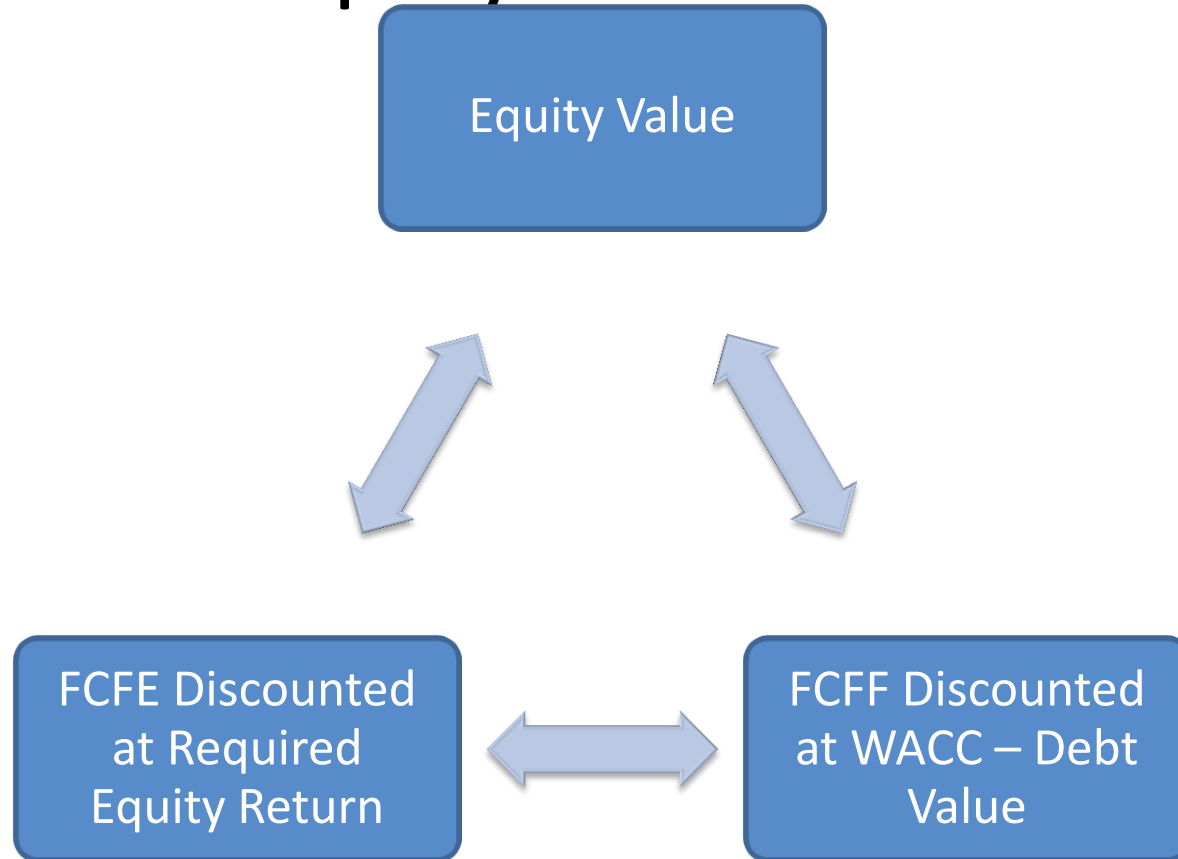 Equity Value
FCFE Discounted
at Required
Equity Return
FCFF Discounted
at WACC – Debt
Value